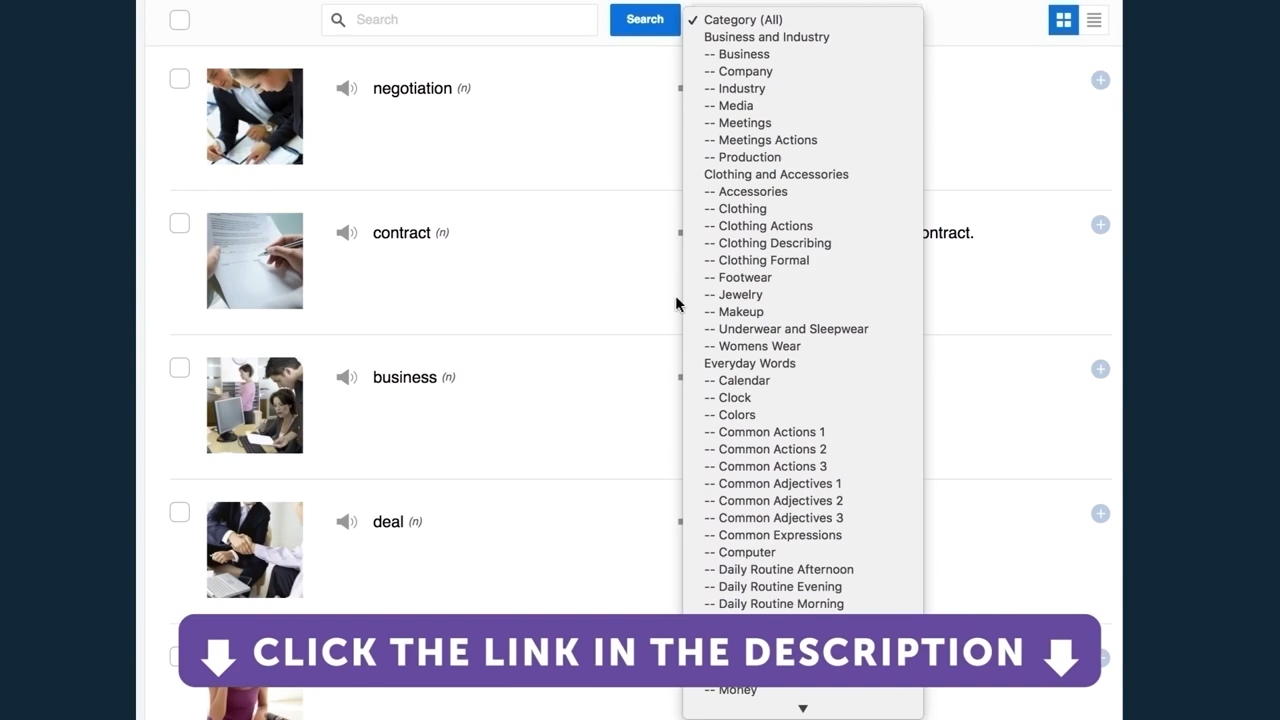 Search
Search
✓ Category (All)
Business and Industry
-- Business
-- Company
-- Industry
-- Media
-- Meetings
-- Meetings Actions
-- Production
Clothing and Accessories
-- Accessories
-- Clothing
-- Clothing Actions
-- Clothing Describing
-- Clothing Formal
-- Footwear
-- Jewelry
-- Makeup
-- Underwear and Sleepwear
-- Womens Wear
Everyday Words
-- Calendar
-- Clock
-- Colors
-- Common Actions 1
-- Common Actions 2
-- Common Actions 3
-- Common Adjectives 1
-- Common Adjectives 2
-- Common Adjectives 3
-- Common Expressions
-- Computer
-- Daily Routine Afternoon
-- Daily Routine Evening
-- Daily Routine Morning
-- Money
negotiation (n)
contract (n)
ontract.
business (n)
deal (n)
CLICK THE LINK IN THE DESCRIPTION